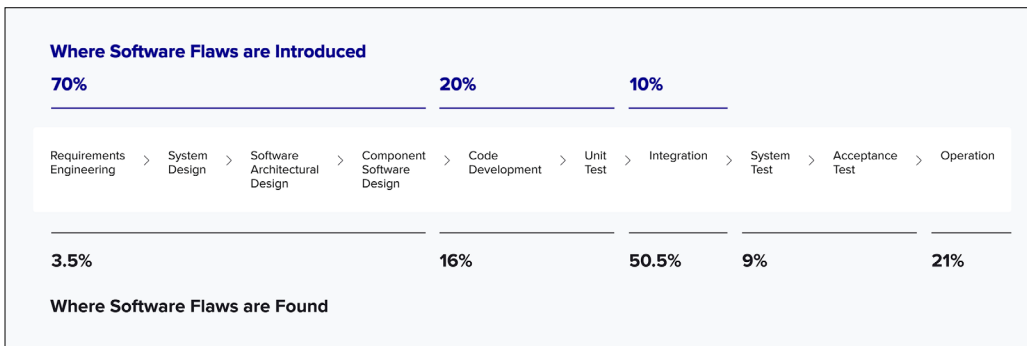 Where Software Flaws are Introduced
70% 20% 10%
Requirements
Engineering
System
Design
Software
Architectural
Design
Component
Software
Design
Code
Development
Unit
Test
Integration
System
Test
Acceptance
Test
Operation
3.5% 16% 50.5% 9% 21%
Where Software Flaws are Found